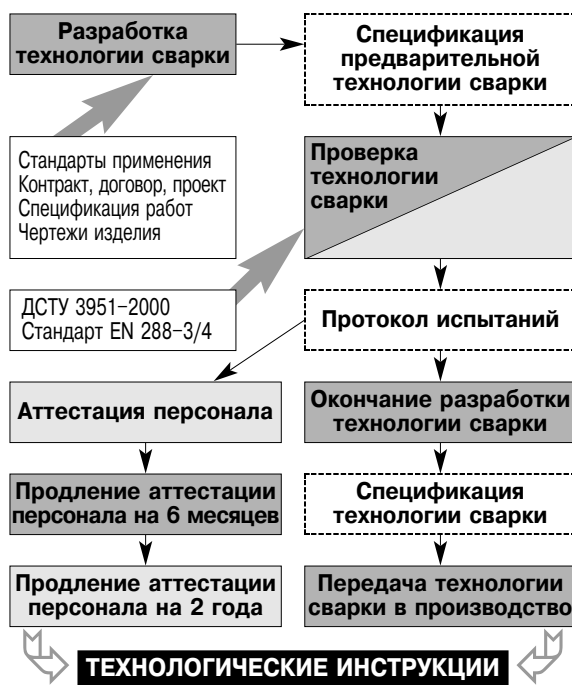 Разработка
технологии сварки
Спецификация
предварительной
технологии сварки
Стандарты применения
Контракт, договор, проект
Спецификация работ
Чертежи изделия
Проверка
технологии
сварки
ДСТУ 3951–2000
Стандарт EN 288–3/4
Протокол испытаний
Аттестация персонала
Окончание разработки
технологии сварки
Продление аттестации
персонала на 6 месяцев
Спецификация
технологии сварки
Продление аттестации
персонала на 2 года
Передача технологии
сварки в производство
ТЕХНОЛОГИЧЕСКИЕ ИНСТРУКЦИИ